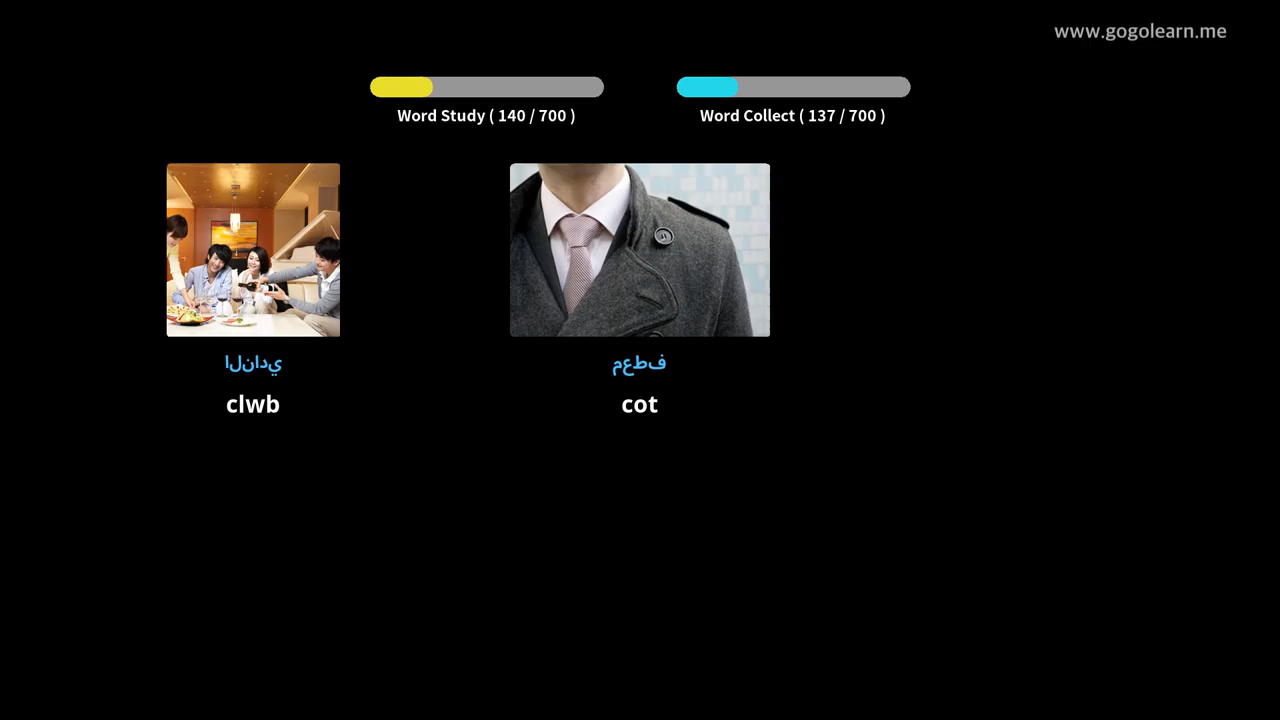 www.gogolearn.me
Word Study ( 140 / 700 )
Word Collect ( 137 / 700 )
النادي
معطف
clwb
cot